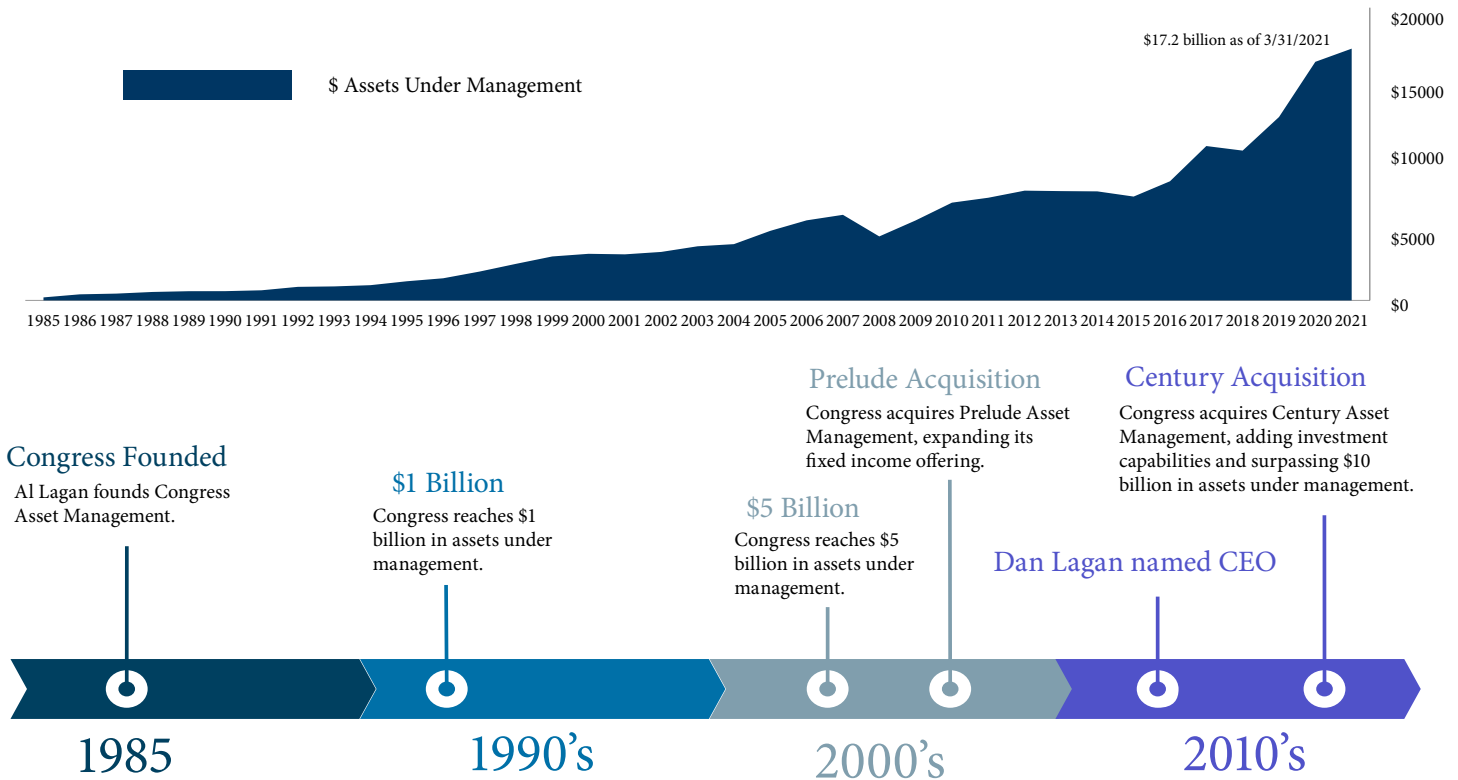 $17.2 billion as of 3/31/2021
$ Assets Under Management
$20000
$15000
$10000
$5000
$0
1985 1986 1987 1988 1989 1990 1991 1992 1993 1994 1995 1996 1997 1998 1999 2000 2001 2002 2003 2004 2005 2006 2007 2008 2009 2010 2011 2012 2013 2014 2015 2016 2017 2018 2019 2020 2021
Congress Founded
Al Lagan founds Congress
Asset Management.
$1 Billion
Congress reaches $1
billion in assets under
management.
$5 Billion
Congress reaches $5
billion in assets under
management.
Prelude Acquisition
Congress acquires Prelude Asset
Management, expanding its
fixed income offering.
Dan Lagan named CEO
Century Acquisition
Congress acquires Century Asset
Management, adding investment
capabilities and surpassing $10
billion in assets under management.
1985
1990's
2000's
2010's